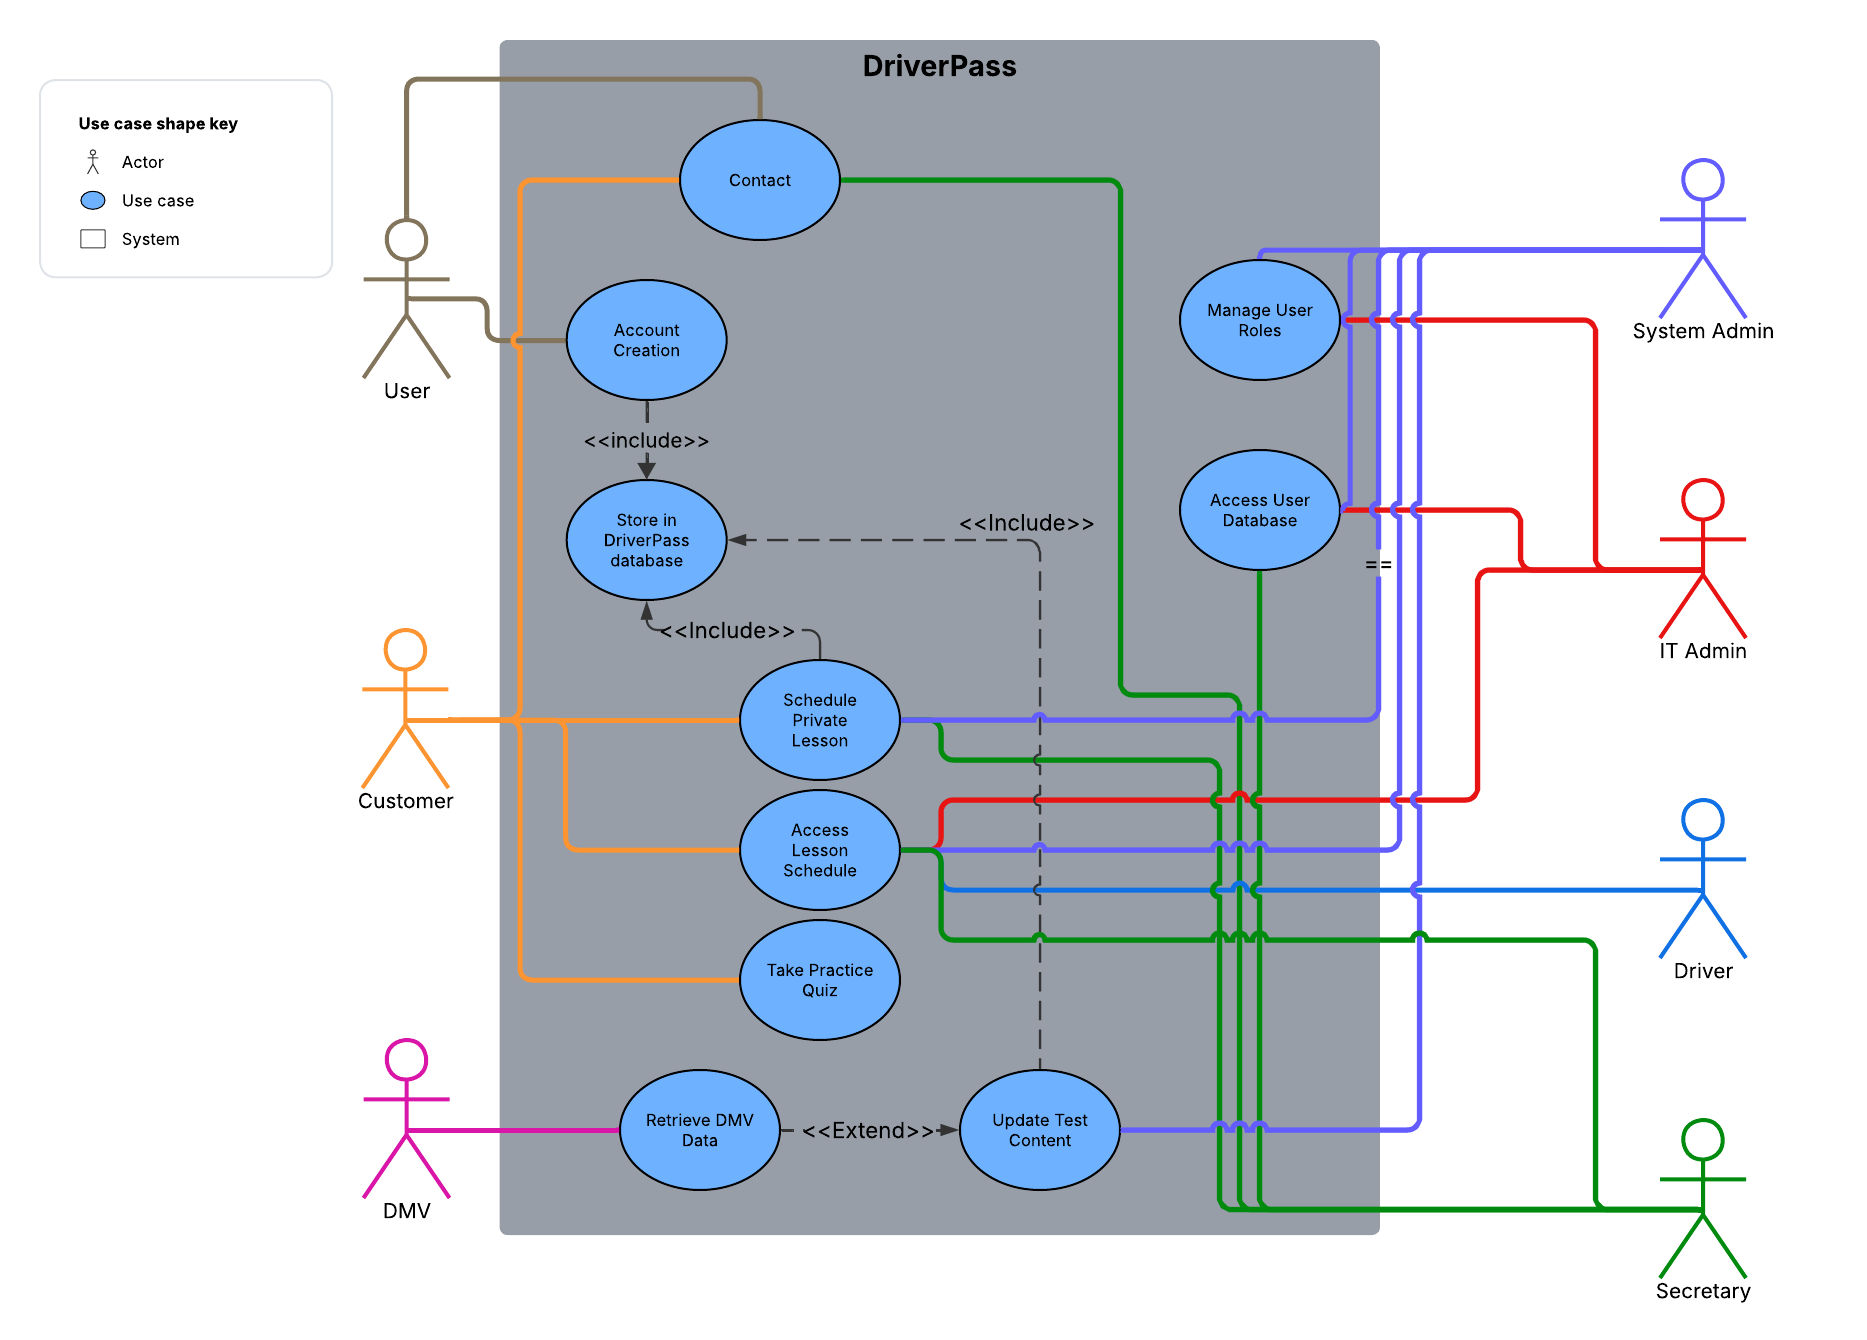 DriverPass
Use case shape key
Actor
Use case
System
Contact
User
Account
Creation
<<include>>
Store in
DriverPass
database
<<Include>>
<<Include>>
Manage User
Roles
System Admin
Access User
Database
==
IT Admin
Customer
Schedule
Private
Lesson
Access
Lesson
Schedule
Take Practice
Quiz
Driver
DMV
Retrieve DMV
Data
<<Extend>>
Update Test
Content
Secretary